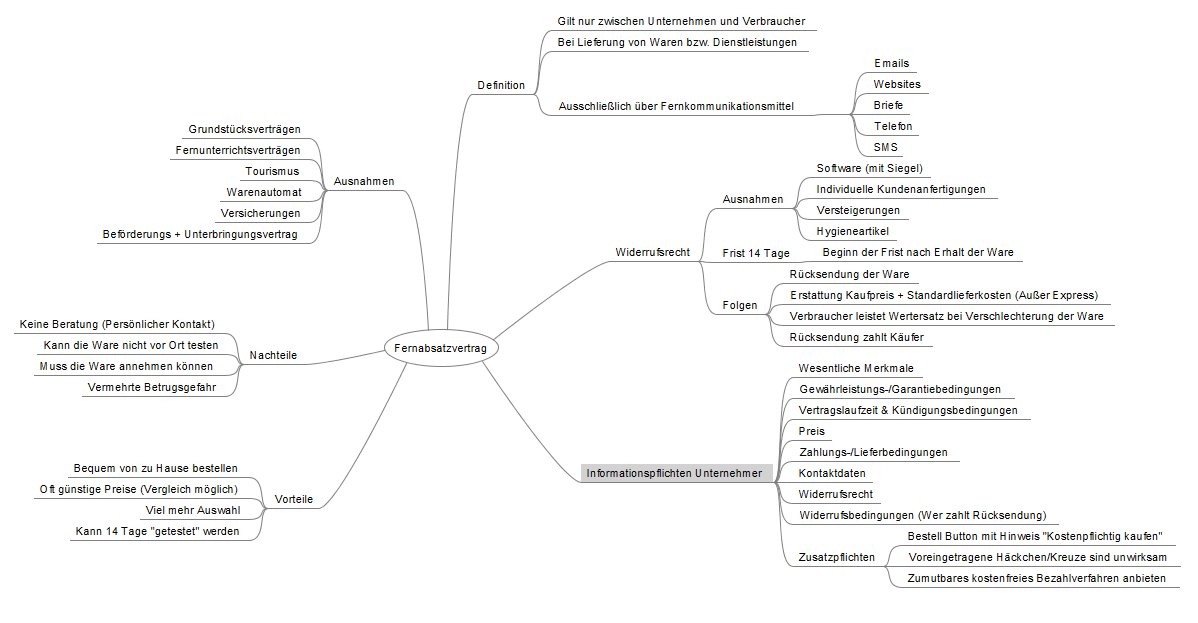 Fernabsatzvertrag
Definition
Gilt nur zwischen Unternehmen und Verbraucher
Bei Lieferung von Waren bzw. Dienstleistungen
Ausschließlich über Fernkommunikationsmittel
Emails
Websites
Briefe
Telefon
SMS
Widerrufsrecht
Ausnahmen
Software (mit Siegel)
Individuelle Kundenanfertigungen
Versteigerungen
Hygieneartikel
Frist 14 Tage
Beginn der Frist nach Erhalt der Ware
Folgen
Rücksendung der Ware
Erstattung Kaufpreis + Standardlieferkosten (Außer Express)
Verbraucher leistet Wertersatz bei Verschlechterung der Ware
Rücksendung zahlt Käufer
Informationspflichten Unternehmer
Wesentliche Merkmale
Gewährleistungs-/Garantiebedingungen
Vertragslaufzeit & Kündigungsbedingungen
Preis
Zahlungs-/Lieferbedingungen
Kontaktdaten
Widerrufsrecht
Widerrufsbedingungen (Wer zahlt Rücksendung)
Zusatzpflichten
Bestell Button mit Hinweis "Kostenpflichtig kaufen"
Voreingetragene Häckchen/Kreuze sind unwirksam
Zumutbares kostenfreies Bezahlverfahren anbieten
Ausnahmen
Grundstücksverträgen
Fernunterrichtsverträgen
Tourismus
Warenautomat
Versicherungen
Beförderungs + Unterbringungsvertrag
Nachteile
Keine Beratung (Persönlicher Kontakt)
Kann die Ware nicht vor Ort testen
Muss die Ware annehmen können
Vermehrte Betrugsgefahr
Vorteile
Bequem von zu Hause bestellen
Oft günstige Preise (Vergleich möglich)
Viel mehr Auswahl
Kann 14 Tage "getestet" werden